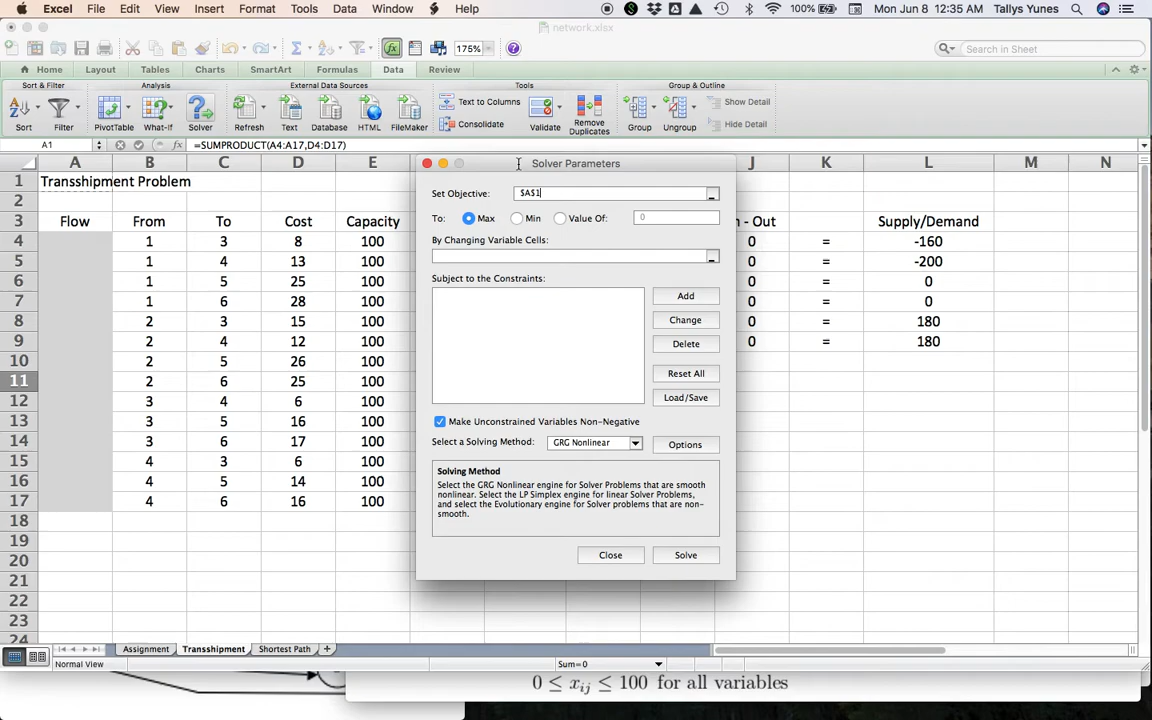 Excel File Edit View Insert Format Tools Data Window Help 100% Mon Jun 8 12:35 AM Tallys Yunes
network.xlsx
175% Search in Sheet
Home Layout Tables Charts SmartArt Formulas Data Review
Sort & Filter Analysis External Data Sources Tools Group & Outline
Sort Filter PivotTable What-If Solver Refresh Text Database HTML FileMaker Text to Columns Consolidate Validate Remove Duplicates Group Ungroup Show Detail Hide Detail
A1 fx =SUMPRODUCT(A4:A17,D4:D17)
A B C D E J K L M N
1 Transshipment Problem
2
3 Flow From To Cost Capacity - Out Supply/Demand
4 1 3 8 100 0 = -160
5 1 4 13 100 0 = -200
6 1 5 25 100 0 = 0
7 1 6 28 100 0 = 0
8 2 3 15 100 0 = 180
9 2 4 12 100 0 = 180
10 2 5 26 100
11 2 6 25 100
12 3 4 6 100
13 3 5 16 100
14 3 6 17 100
15 4 3 6 100
16 4 5 14 100
17 4 6 16 100
18
19
20
21
22
23
24
Solver Parameters
Set Objective: $A$1
To: Max Min Value Of: 0
By Changing Variable Cells:
Subject to the Constraints:
Add
Change
Delete
Reset All
Load/Save
Make Unconstrained Variables Non-Negative
Select a Solving Method: GRG Nonlinear Options
Solving Method
Select the GRG Nonlinear engine for Solver Problems that are smooth
nonlinear. Select the LP Simplex engine for linear Solver Problems,
and select the Evolutionary engine for Solver problems that are non-
smooth.
Close Solve
Assignment Transshipment Shortest Path +
Normal View Sum=0
0 ≤ xij ≤ 100 for all variables